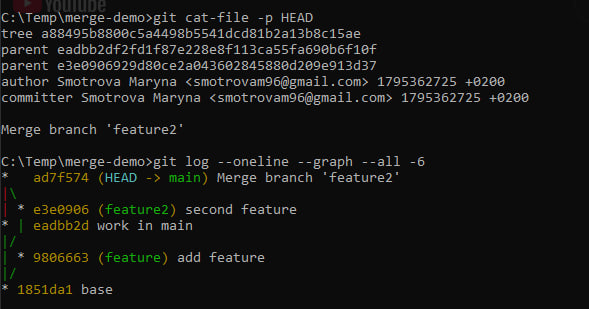 YouTube
C:\Temp\merge-demo>git cat-file -p HEAD
tree a88495b8800c5a4498b5541dcd81b2a13b8c15ae
parent eadbb2df2fd1f87e228e8f113ca55fa690b6f10f
parent e3e0906929d80ce2a043602845880d209e913d37
author Smotrova Maryna <smotrovam96@gmail.com> 1795362725 +0200
committer Smotrova Maryna <smotrovam96@gmail.com> 1795362725 +0200

Merge branch 'feature2'

C:\Temp\merge-demo>git log --oneline --graph --all -6
*   ad7f574 (HEAD -> main) Merge branch 'feature2'
|\
| * e3e0906 (feature2) second feature
* | eadbb2d work in main
|/
| * 9806663 (feature) add feature
|/
* 1851da1 base